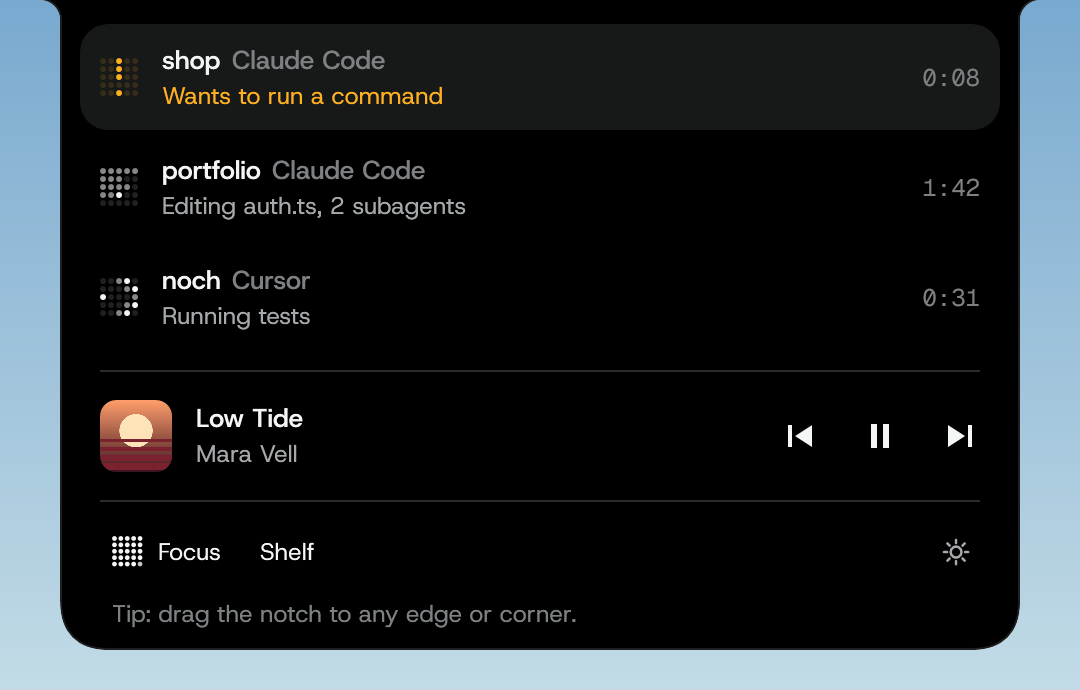 shop Claude Code
Wants to run a command
0:08
portfolio Claude Code
Editing auth.ts, 2 subagents
1:42
noch Cursor
Running tests
0:31
Low Tide
Mara Vell
Focus Shelf
Tip: drag the notch to any edge or corner.